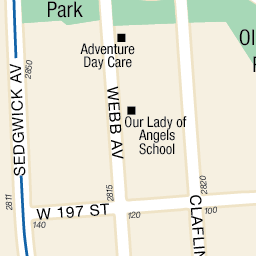 Park
Adventure
Day Care
Ol
SEDGWICK AV
2850
WEBB AV
Our Lady of
Angels
School
2811
2815
2820
W 197 ST
140
120
100
CLAFLIN